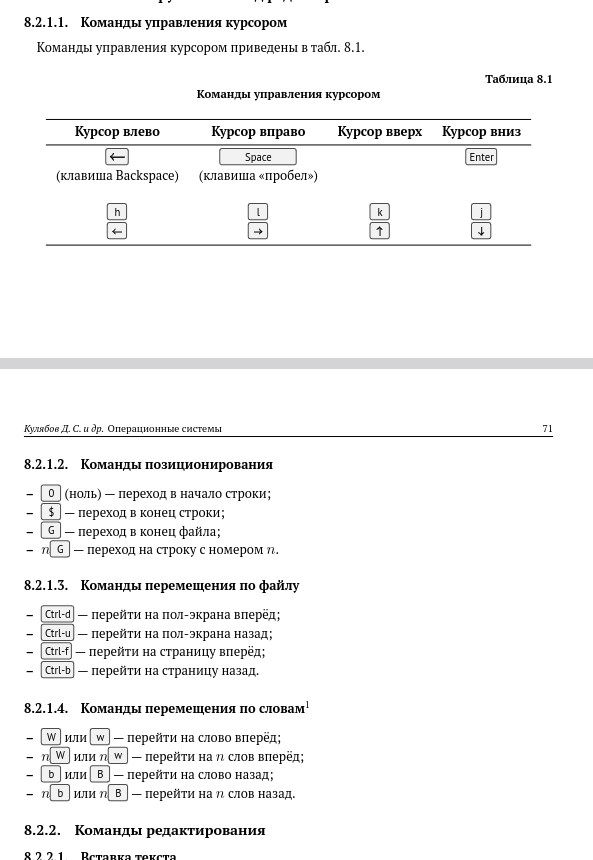 8.2.1.1. Команды управления курсором
Команды управления курсором приведены в табл. 8.1.
Таблица 8.1
Команды управления курсором
Курсор влево Курсор вправо Курсор вверх Курсор вниз
← Space Enter
(клавиша Backspace) (клавиша «пробел»)
h l k j
← → ↑ ↓
Кулябов Д. С. и др. Операционные системы 71
8.2.1.2. Команды позиционирования
– 0 (ноль) — переход в начало строки;
– $ — переход в конец строки;
– G — переход в конец файла;
– n G — переход на строку с номером n.
8.2.1.3. Команды перемещения по файлу
– Ctrl-d — перейти на пол-экрана вперёд;
– Ctrl-u — перейти на пол-экрана назад;
– Ctrl-f — перейти на страницу вперёд;
– Ctrl-b — перейти на страницу назад.
8.2.1.4. Команды перемещения по словам1
– W или w — перейти на слово вперёд;
– n W или n w — перейти на n слов вперёд;
– b или B — перейти на слово назад;
– n b или n B — перейти на n слов назад.
8.2.2. Команды редактирования
8.2.2.1. Вставка текста